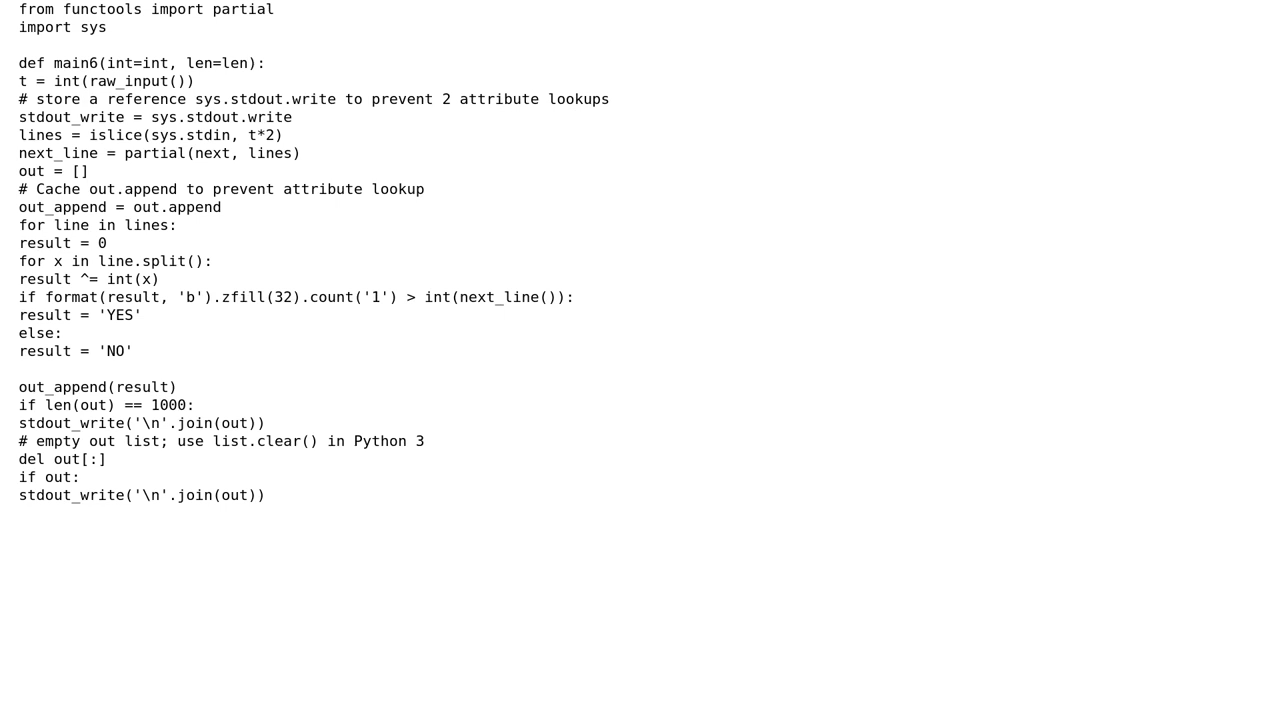 from functools import partial
import sys
def main6(int=int, len=len):
t = int(raw_input())
# store a reference sys.stdout.write to prevent 2 attribute lookups
stdout_write = sys.stdout.write
lines = islice(sys.stdin, t*2)
next_line = partial(next, lines)
out = []
# Cache out.append to prevent attribute lookup
out_append = out.append
for line in lines:
result = 0
for x in line.split():
result ^= int(x)
if format(result, 'b').zfill(32).count('1') > int(next_line()):
result = 'YES'
else:
result = 'NO'
out_append(result)
if len(out) == 1000:
stdout_write('\n'.join(out))
# empty out list; use list.clear() in Python 3
del out[:]
if out:
stdout_write('\n'.join(out))